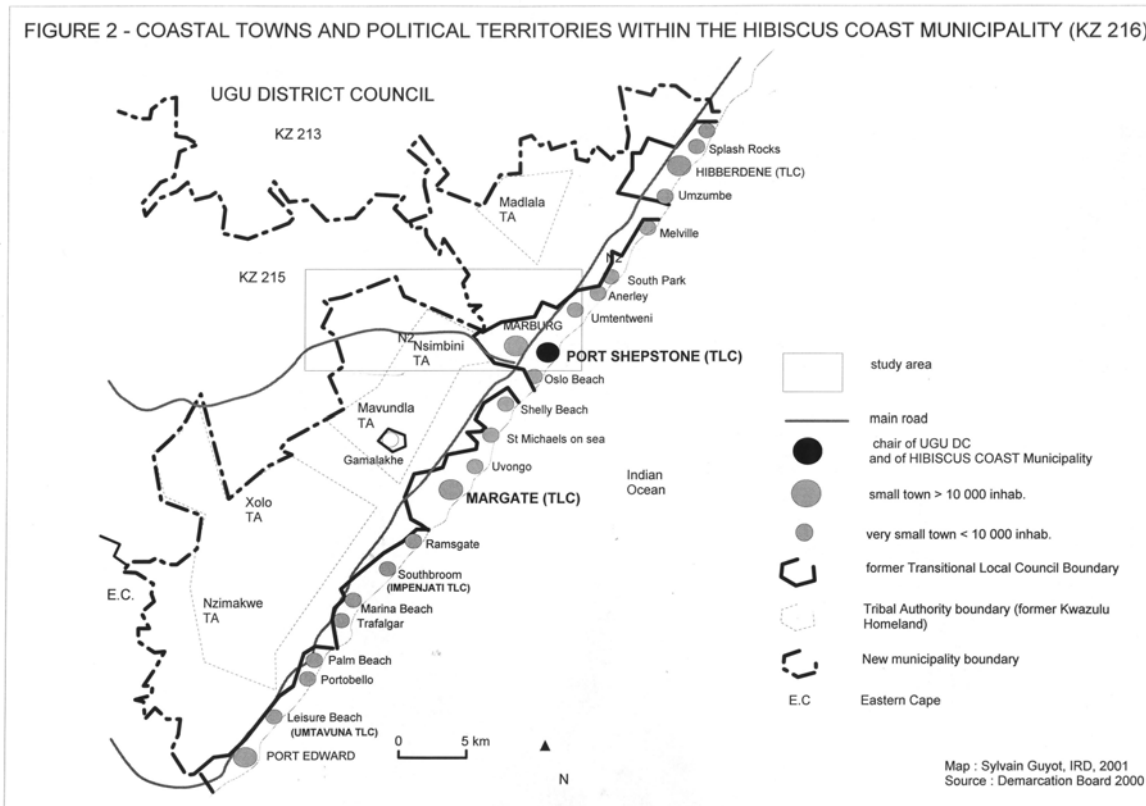 FIGURE 2 - COASTAL TOWNS AND POLITICAL TERRITORIES WITHIN THE HIBISCUS COAST MUNICIPALITY (KZ 216)
UGU DISTRICT COUNCIL
KZ 213
Splash Rocks
HIBBERDENE (TLC)
Umzumbe
Madlala
TA
Melville
N2
KZ 215
South Park
Anerley
Umtentweni
MARBURG
N2
Nsimbini
TA
PORT SHEPSTONE (TLC)
Oslo Beach
Mavundla
TA
Shelly Beach
Gamalakhe
St Michaels on sea
Uvongo
MARGATE (TLC)
Indian
Ocean
Xolo
TA
Ramsgate
Southbroom
(IMPENJATI TLC)
E.C.
Nzimakwe
TA
Marina Beach
Trafalgar
Palm Beach
Portobello
Leisure Beach
(UMTAVUNA TLC)
PORT EDWARD
0 5 km
N
study area
main road
chair of UGU DC
and of HIBISCUS COAST Municipality
small town > 10 000 inhab.
very small town < 10 000 inhab.
former Transitional Local Council Boundary
Tribal Authority boundary (former Kwazulu
Homeland)
New municipality boundary
E.C Eastern Cape
Map : Sylvain Guyot, IRD, 2001
Source : Demarcation Board 2000